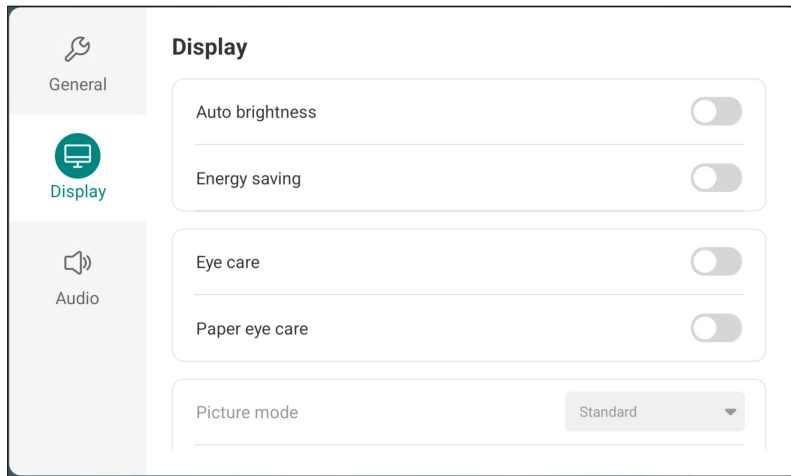 Display
General
Auto brightness
Energy saving
Display
Eye care
Audio
Paper eye care
Picture mode
Standard